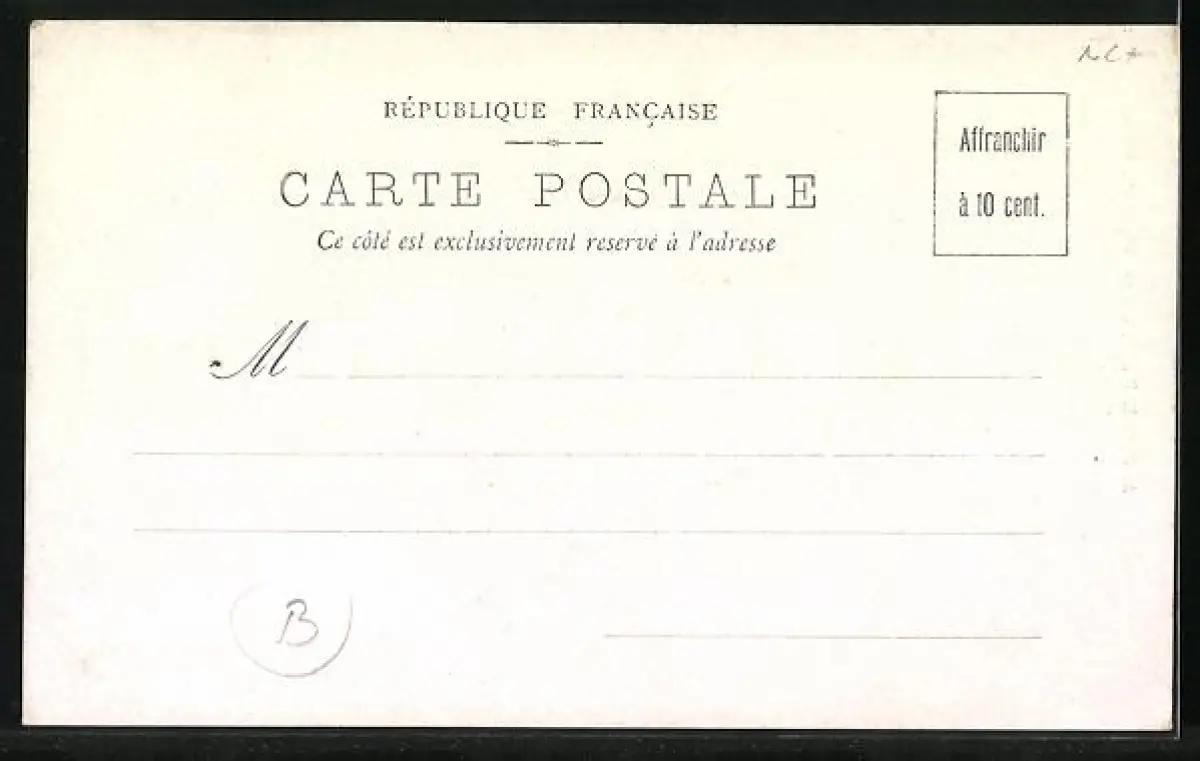 RÉPUBLIQUE FRANÇAISE
CARTE POSTALE
Ce côté est exclusivement reservé à l'adresse
Affranchir
à 10 cent.
M
B